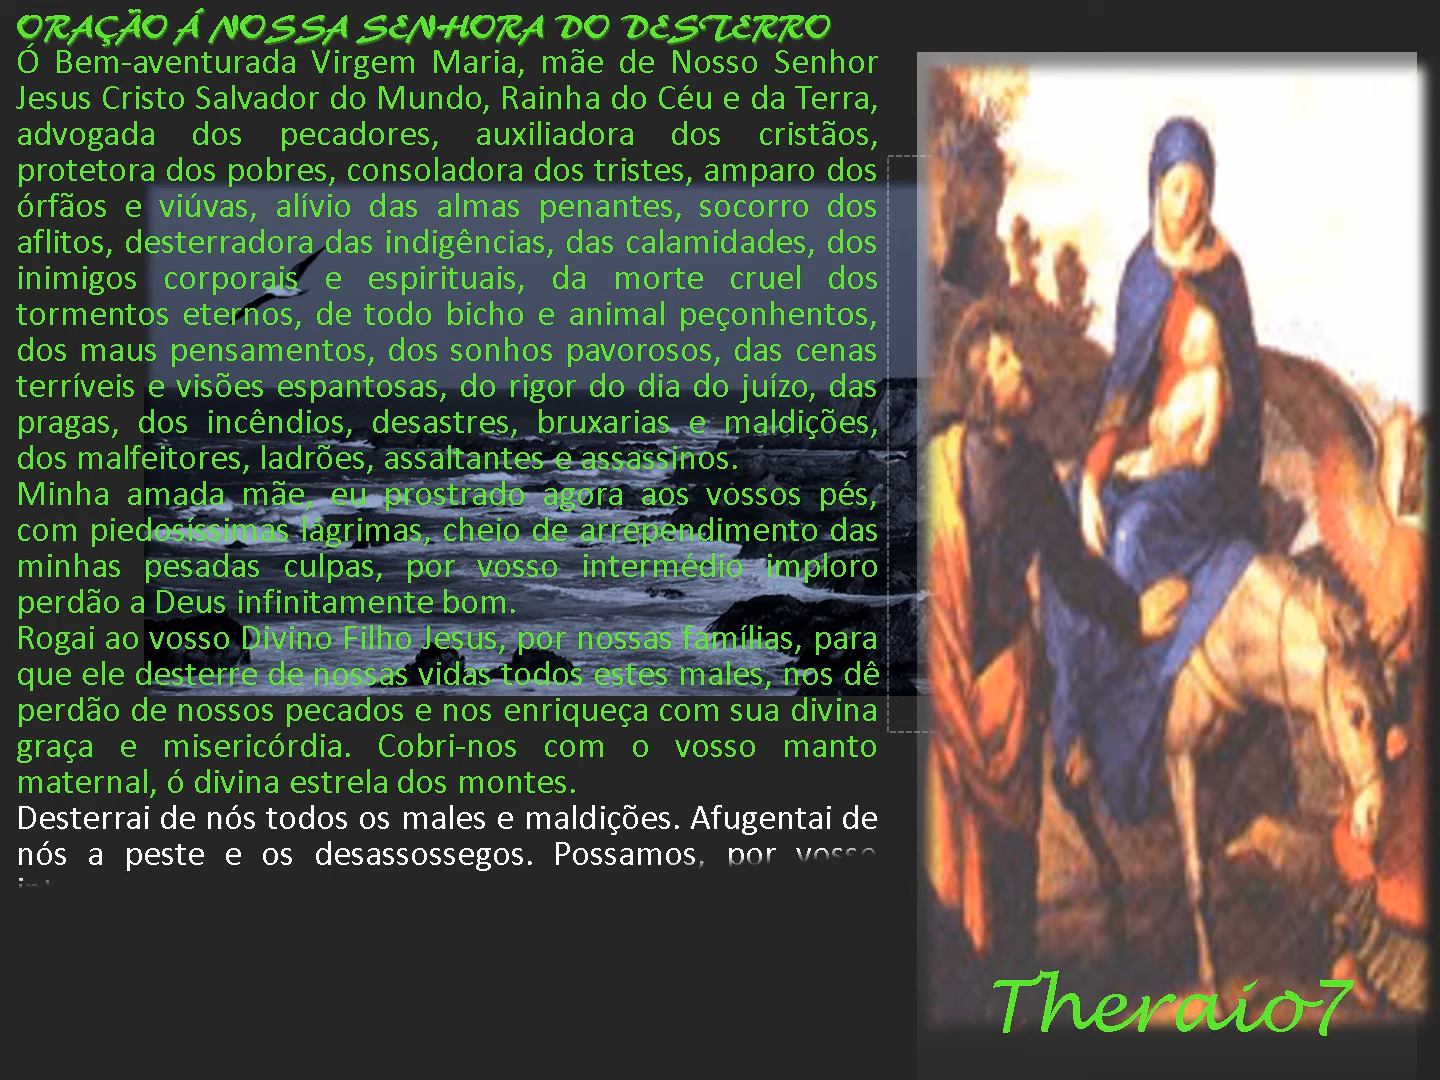 ORAÇÃO Á NOSSA SENHORA DO DESTERRO
Ó Bem-aventurada Virgem Maria, mãe de Nosso Senhor
Jesus Cristo Salvador do Mundo, Rainha do Céu e da Terra,
advogada dos pecadores, auxiliadora dos cristãos,
protetora dos pobres, consoladora dos tristes, amparo dos
órfãos e viúvas, alívio das almas penantes, socorro dos
aflitos, desterradora das indigências, das calamidades, dos
inimigos corporais e espirituais, da morte cruel dos
tormentos eternos, de todo bicho e animal peçonhentos,
dos maus pensamentos, dos sonhos pavorosos, das cenas
terríveis e visões espantosas, do rigor do dia do juízo, das
pragas, dos incêndios, desastres, bruxarias e maldições,
dos malfeitores, ladrões, assaltantes e assassinos.
Minha amada mãe, eu prostrado agora aos vossos pés,
com piedosíssimas lágrimas, cheio de arrependimento das
minhas pesadas culpas, por vosso intermédio imploro
perdão a Deus infinitamente bom.
Rogai ao vosso Divino Filho Jesus, por nossas famílias, para
que ele desterre de nossas vidas todos estes males, nos dê
perdão de nossos pecados e nos enriqueça com sua divina
graça e misericórdia. Cobri-nos com o vosso manto
maternal, ó divina estrela dos montes.
Desterrai de nós todos os males e maldições. Afugentai de
nós a peste e os desassossegos. Possamos, por vosso
Theraio7